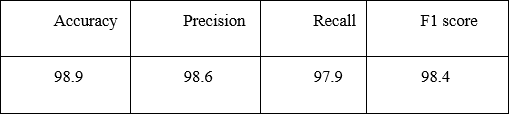 Accuracy Precision Recall F1 score
98.9 98.6 97.9 98.4